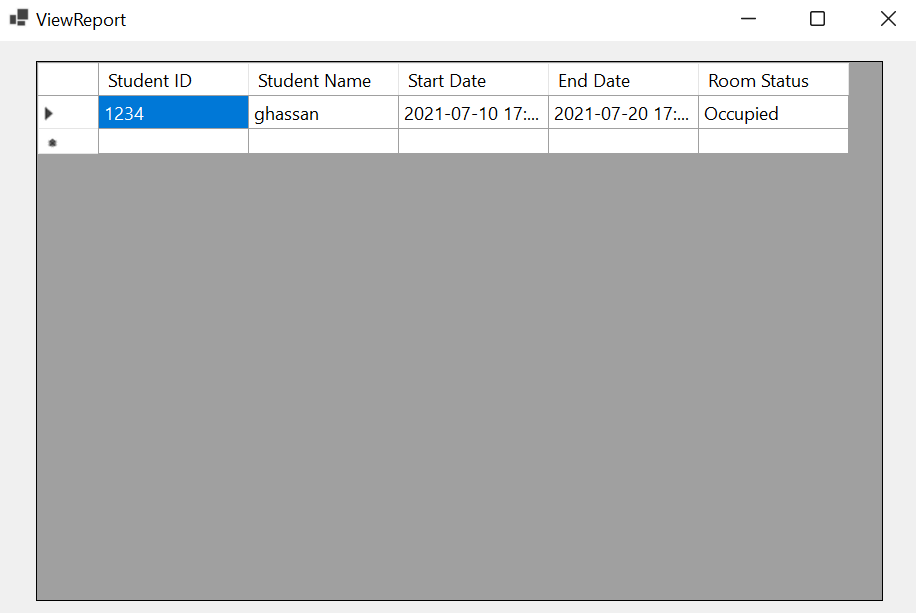 ViewReport
Student ID Student Name Start Date End Date Room Status
1234 ghassan 2021-07-10 17:... 2021-07-20 17:... Occupied